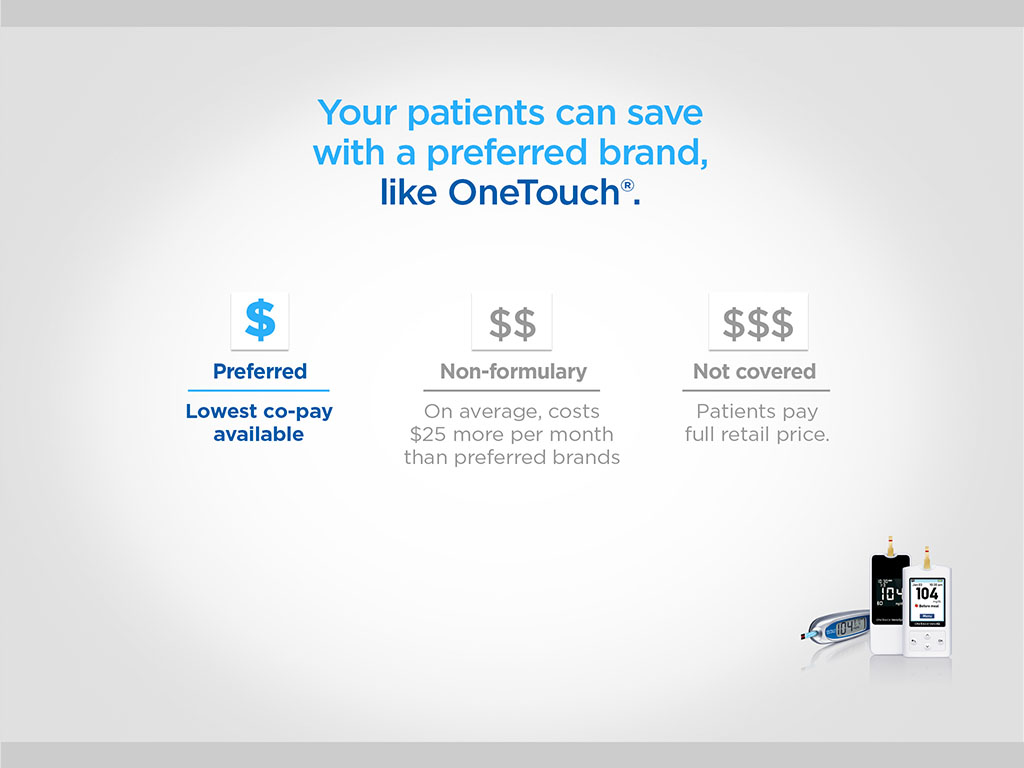 Your patients can save
with a preferred brand,
like OneTouch®.
$
Preferred
Lowest co-pay
available
$$
Non-formulary
On average, costs
$25 more per month
than preferred brands
$$$
Not covered
Patients pay
full retail price.
104
104
104
Before meal